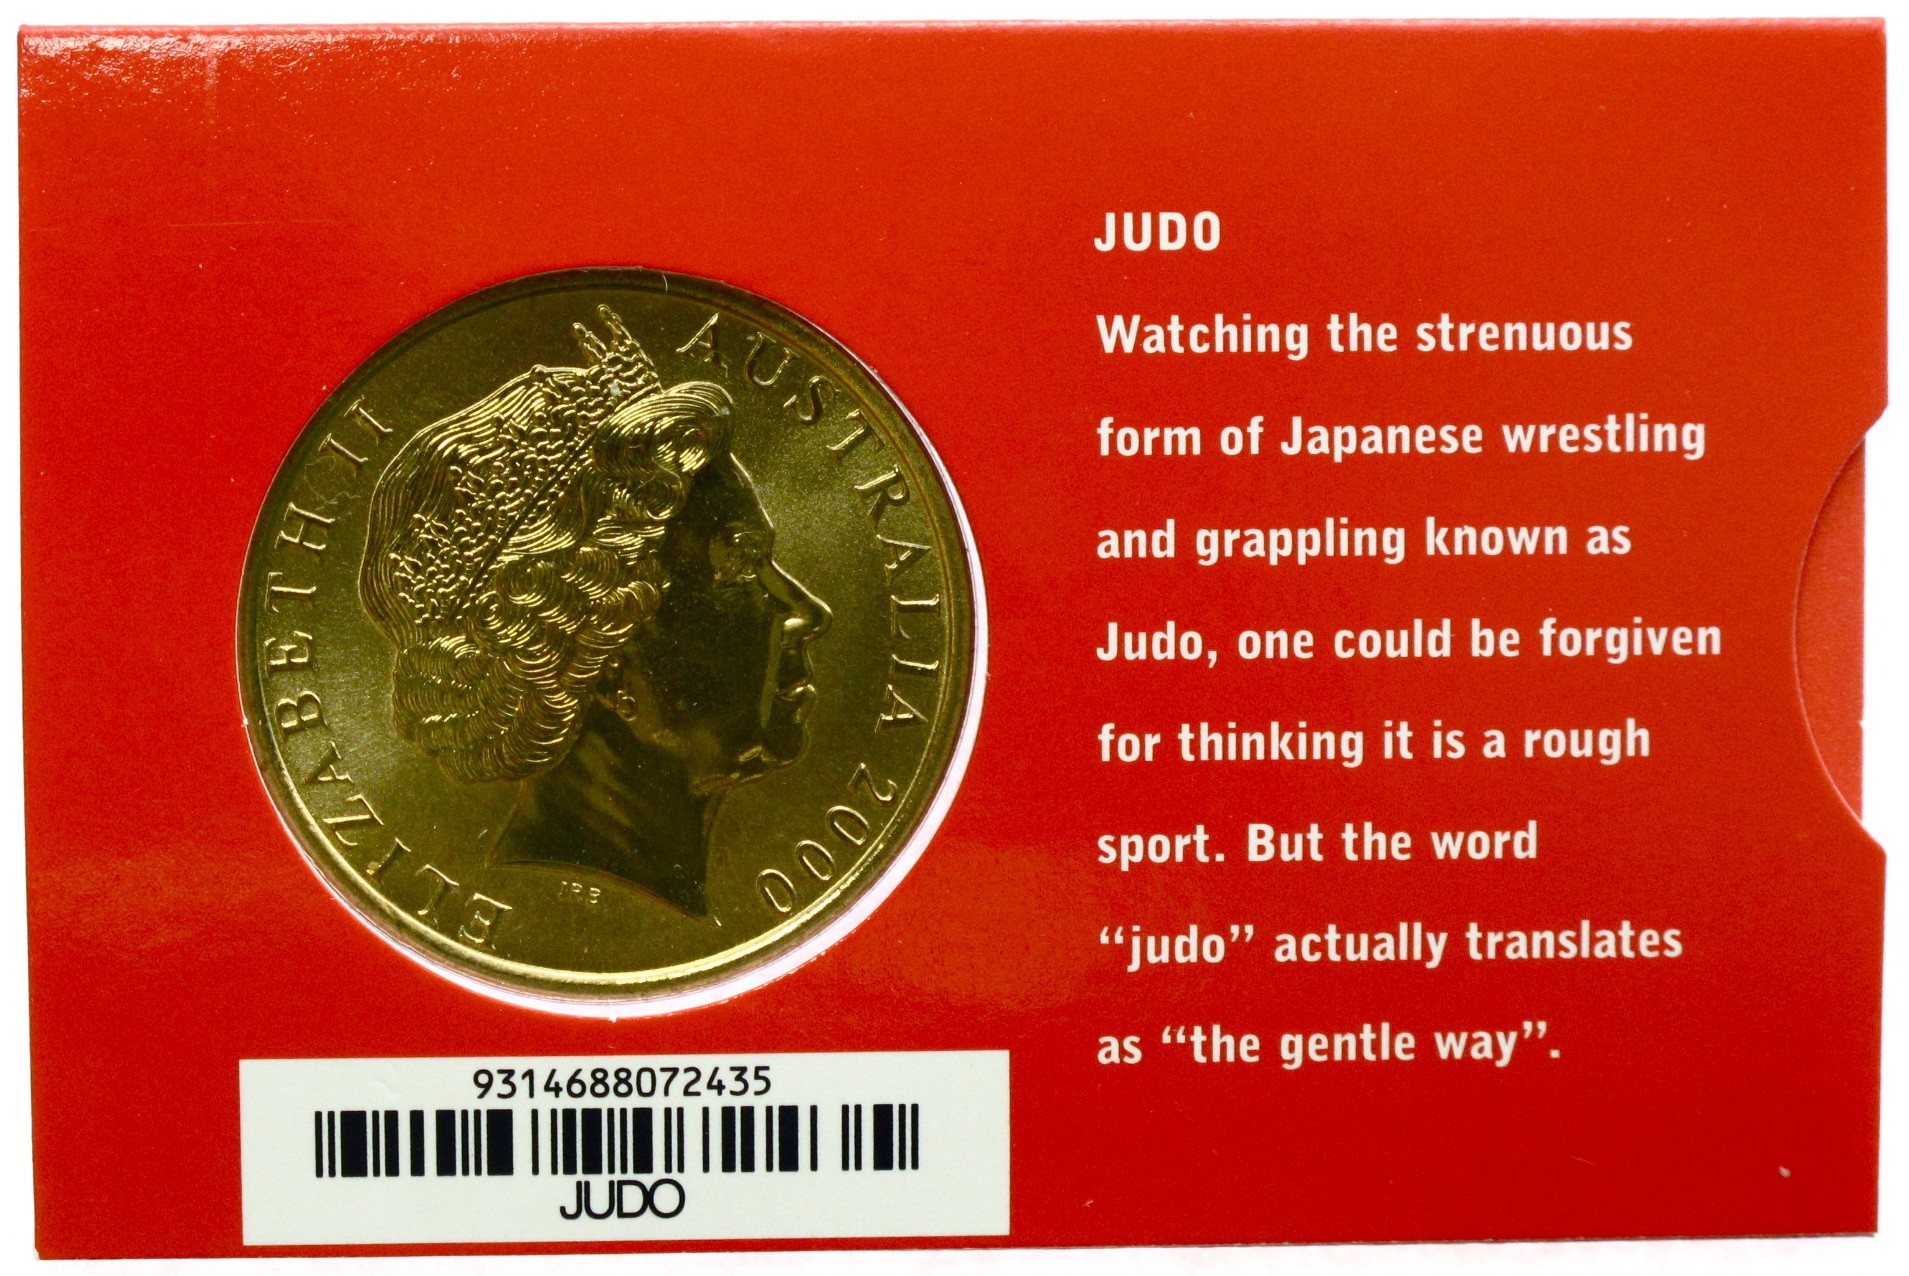 ELIZABETH II AUSTRALIA 2000
IRB
9314688072435
JUDO
JUDO
Watching the strenuous
form of Japanese wrestling
and grappling known as
Judo, one could be forgiven
for thinking it is a rough
sport. But the word
“judo” actually translates
as “the gentle way”.